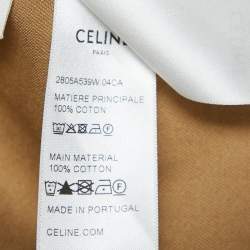 CELINE
PARIS
2805A539W.04CA
MATIERE PRINCIPALE
100% COTON
MAIN MATERIAL
100% COTTON
MADE IN PORTUGAL
CELINE.COM